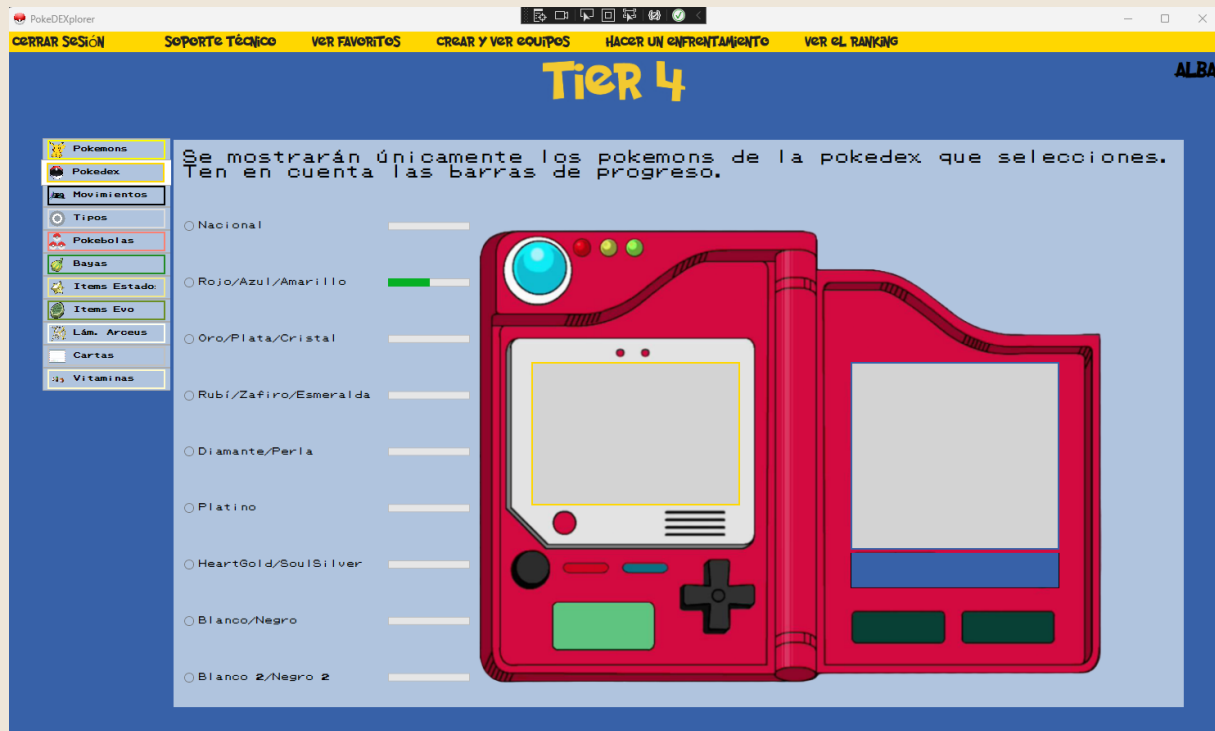 PokeDEXplorer
CERRAR SESIÓN SOPORTE TÉCNICO VER FAVORITOS CREAR Y VER EQUIPOS HACER UN ENFRENTAMIENTO VER EL RANKING
TIER 4
ALBA
Pokemons
Pokedex
Movimientos
Tipos
Pokebolas
Bayas
Items Estado
Items Evo
Lám. Arceus
Cartas
Vitaminas
Se mostrarán únicamente los pokemons de la pokedex que selecciones.
Ten en cuenta las barras de progreso.
Nacional
Rojo/Azul/Amarillo
Oro/Plata/Cristal
Rubí/Zafiro/Esmeralda
Diamante/Perla
Platino
HeartGold/SoulSilver
Blanco/Negro
Blanco 2/Negro 2